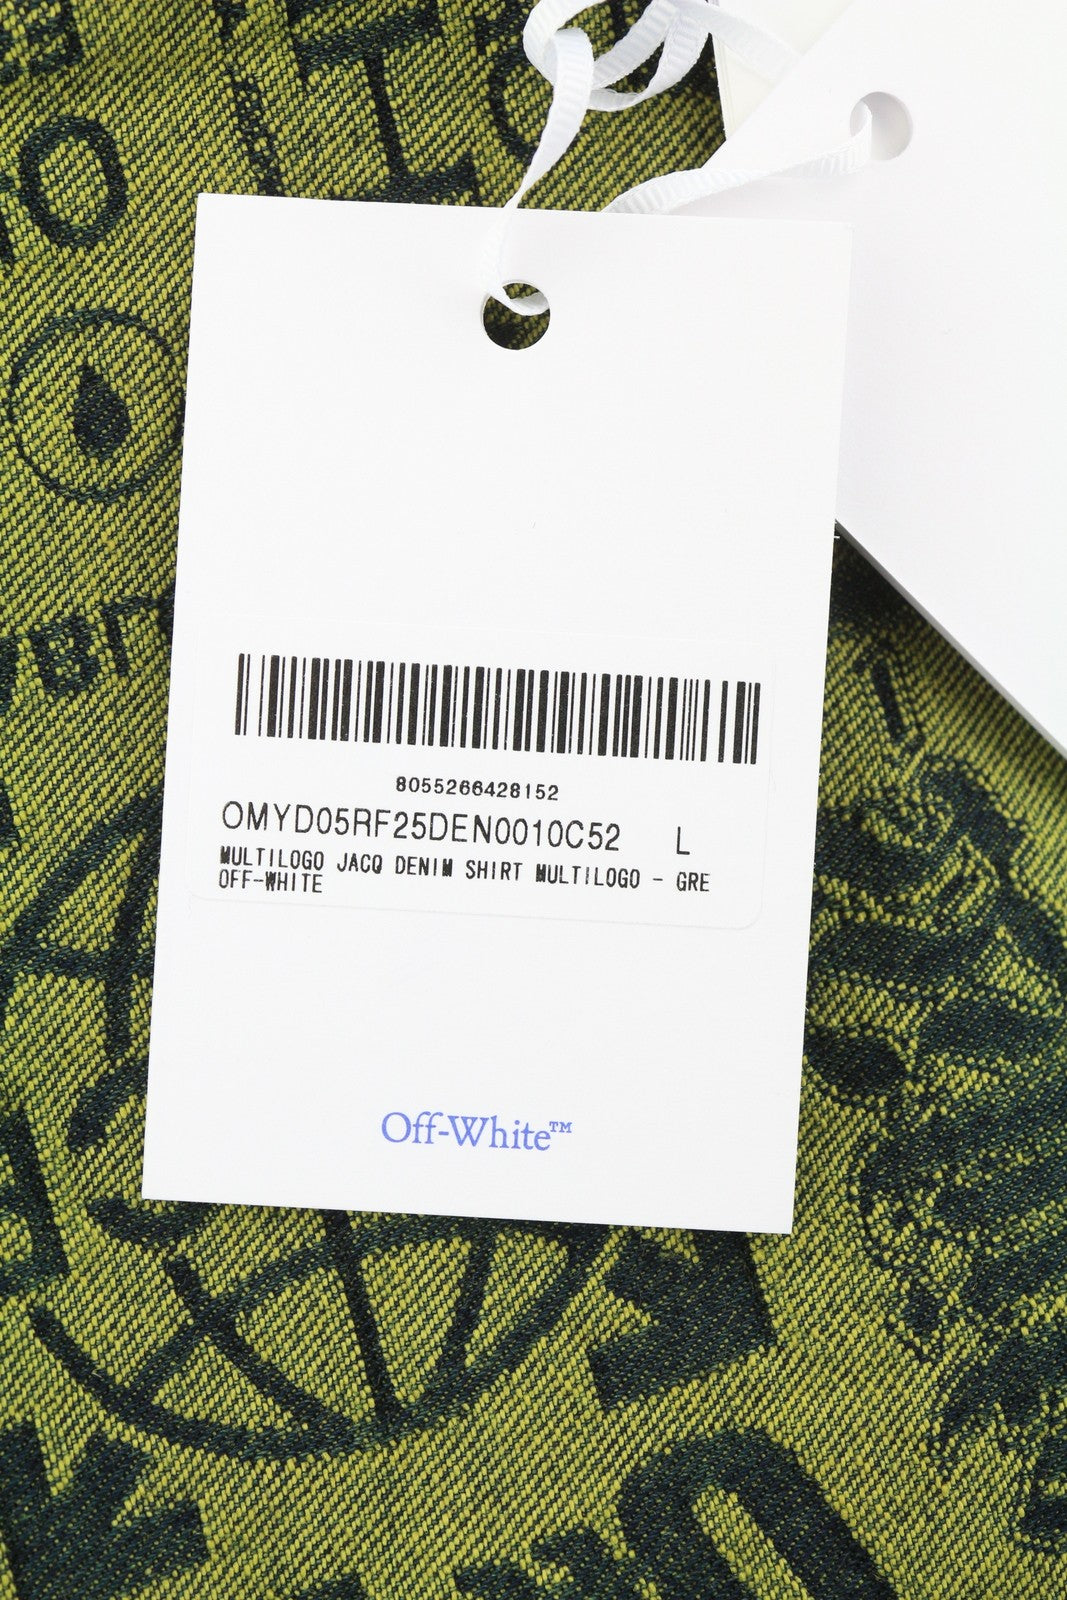 8055266428152
OMYD05RF25DEN0010C52 L
MULTILOGO JACQ DENIM SHIRT MULTILOGO - GRE
OFF-WHITE
Off-White™